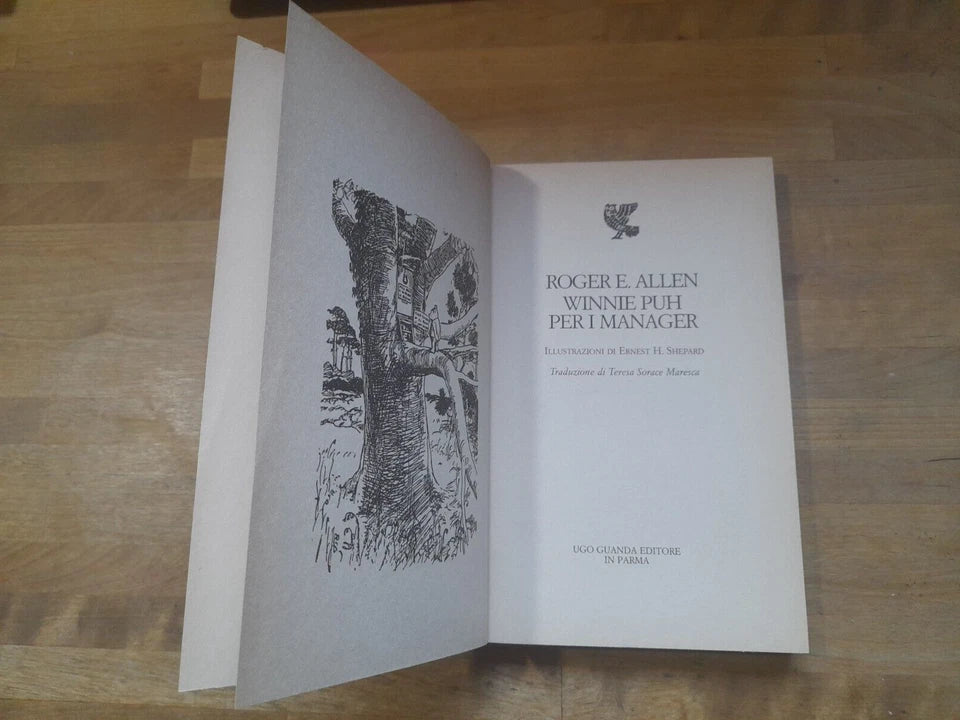 ROGER E. ALLEN
WINNIE PUH
PER I MANAGER
ILLUSTRAZIONI DI ERNEST H. SHEPARD
Traduzione di Teresa Sorace Maresca
UGO GUANDA EDITORE
IN PARMA